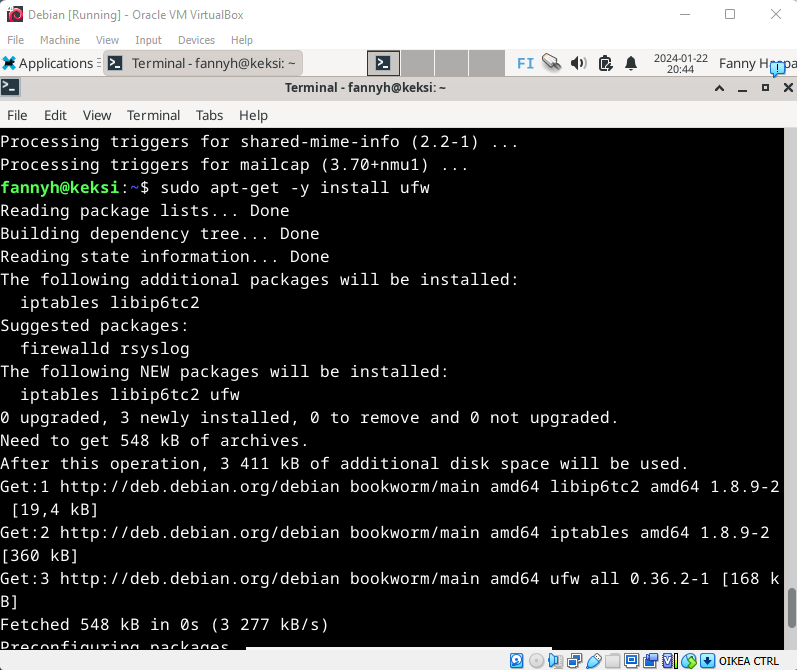 Debian [Running] - Oracle VM VirtualBox
File Machine View Input Devices Help
Applications Terminal - fannyh@keksi: ~ FI 2024-01-22 20:44 Fanny
Terminal - fannyh@keksi: ~
File Edit View Terminal Tabs Help
Processing triggers for shared-mime-info (2.2-1) ...
Processing triggers for mailcap (3.70+nmu1) ...
fannyh@keksi:~$ sudo apt-get -y install ufw
Reading package lists... Done
Building dependency tree... Done
Reading state information... Done
The following additional packages will be installed:
  iptables libip6tc2
Suggested packages:
  firewalld rsyslog
The following NEW packages will be installed:
  iptables libip6tc2 ufw
0 upgraded, 3 newly installed, 0 to remove and 0 not upgraded.
Need to get 548 kB of archives.
After this operation, 3 411 kB of additional disk space will be used.
Get:1 http://deb.debian.org/debian bookworm/main amd64 libip6tc2 amd64 1.8.9-2
 [19,4 kB]
Get:2 http://deb.debian.org/debian bookworm/main amd64 iptables amd64 1.8.9-2
[360 kB]
Get:3 http://deb.debian.org/debian bookworm/main amd64 ufw all 0.36.2-1 [168 k
B]
Fetched 548 kB in 0s (3 277 kB/s)
Preconfiguring packages
OIKEA CTRL